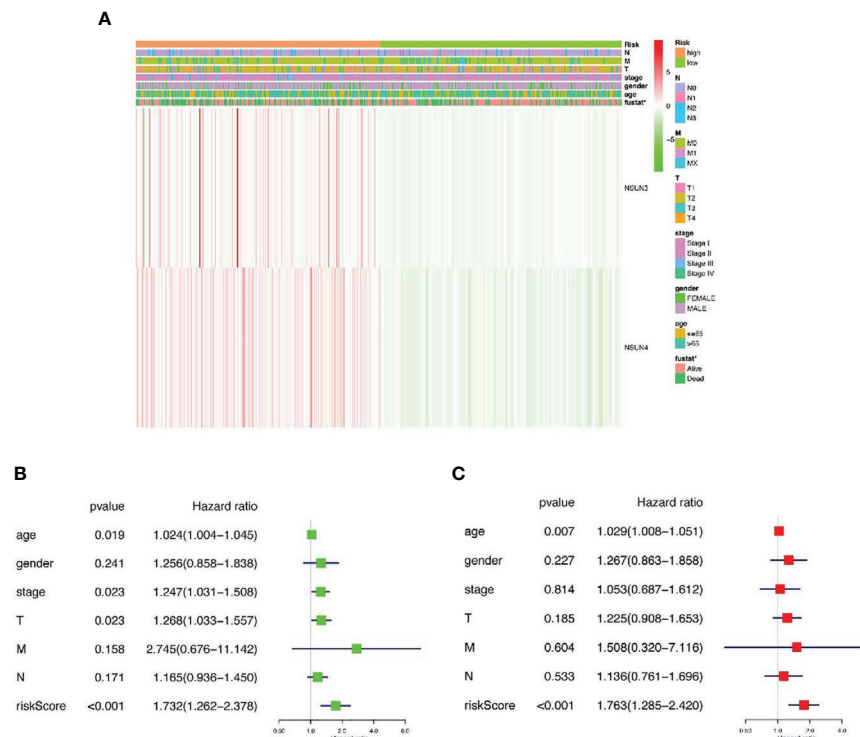 A
Risk
N
M
T
stage
gender
age
fustat*
NSUN3
NSUN4
5
0
−5
Risk
high
low
N
N0
N1
N2
N3
M
M0
M1
MX
T
T1
T2
T3
T4
stage
Stage I
Stage II
Stage III
Stage IV
gender
FEMALE
MALE
age
<=65
>65
fustat*
Alive
Dead
B
pvalue Hazard ratio
age 0.019 1.024(1.004−1.045)
gender 0.241 1.256(0.858−1.838)
stage 0.023 1.247(1.031−1.508)
T 0.023 1.268(1.033−1.557)
M 0.158 2.745(0.676−11.142)
N 0.171 1.165(0.936−1.450)
riskScore <0.001 1.732(1.262−2.378)
0.50 1.0 2.0 4.0 8.0
C
pvalue Hazard ratio
age 0.007 1.029(1.008−1.051)
gender 0.227 1.267(0.863−1.858)
stage 0.814 1.053(0.687−1.612)
T 0.185 1.225(0.908−1.653)
M 0.604 1.508(0.320−7.116)
N 0.533 1.136(0.761−1.696)
riskScore <0.001 1.763(1.285−2.420)
0.50 1.0 2.0 4.0